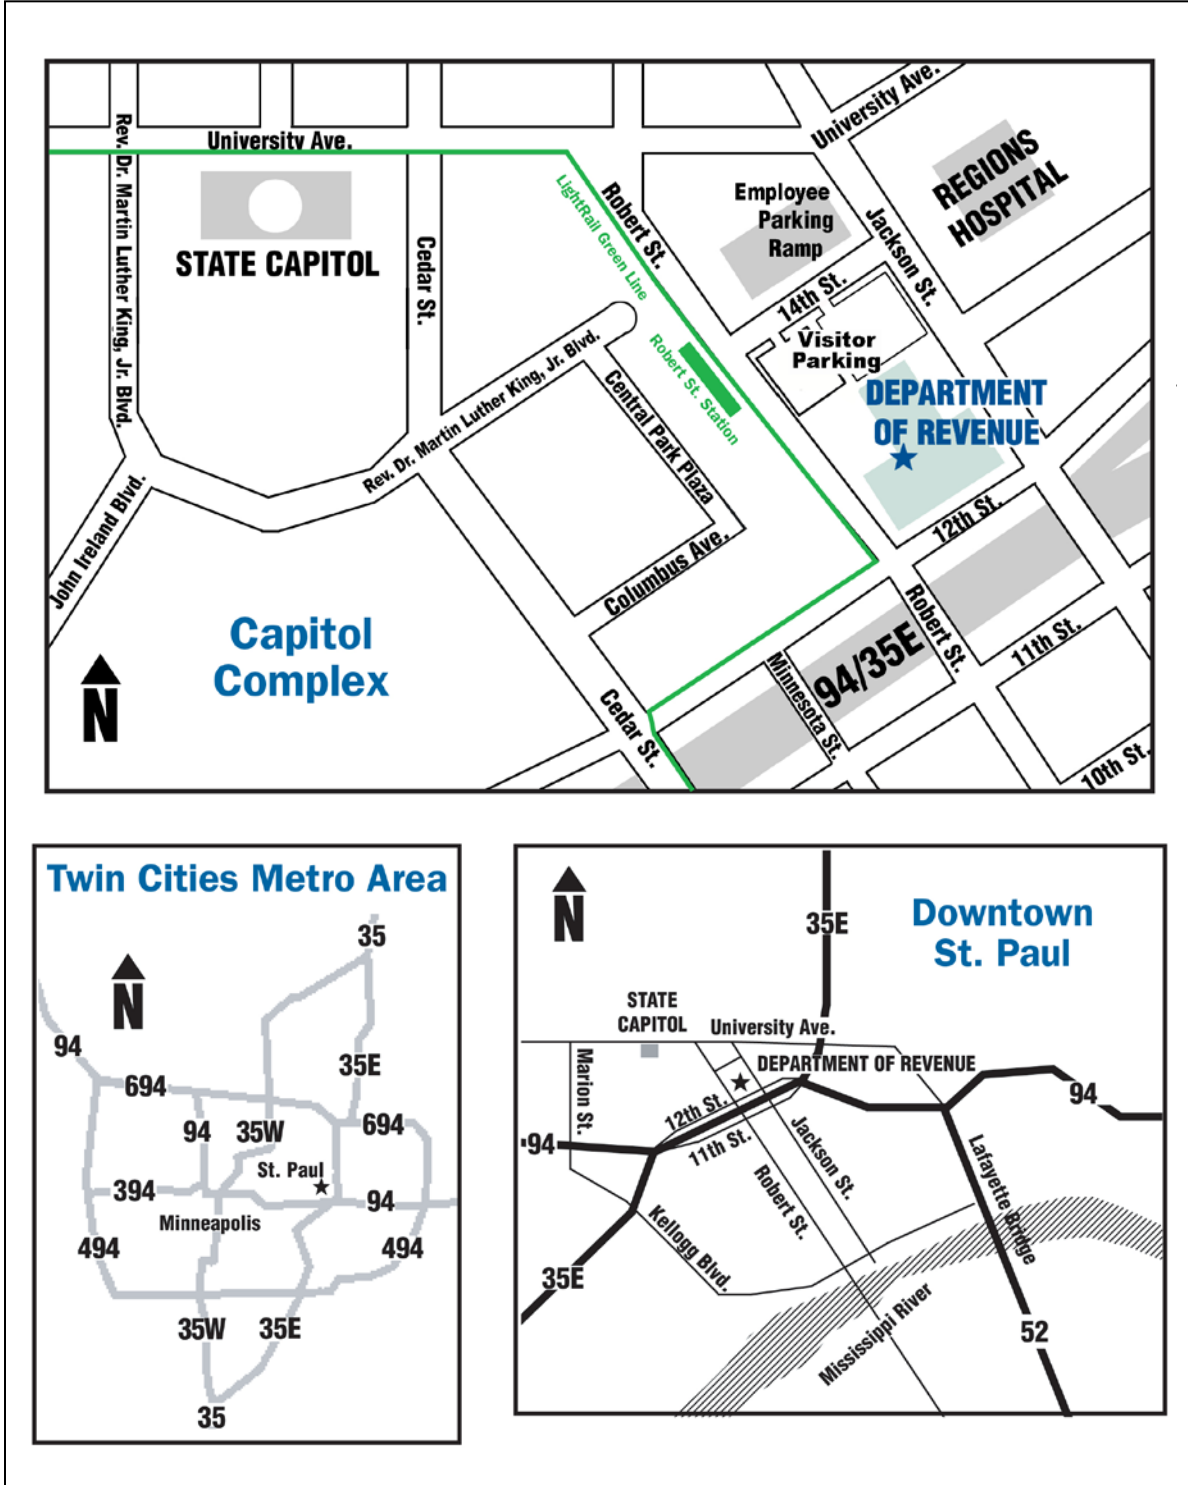 University Ave.
University Ave.
Rev. Dr. Martin Luther King, Jr. Blvd.
STATE CAPITOL
Cedar St.
LightRail Green Line
Robert St.
Employee
Parking
Ramp
Jackson St.
REGIONS
HOSPITAL
14th St.
Visitor
Parking
DEPARTMENT
OF REVENUE
Robert St. Station
Rev. Dr. Martin Luther King, Jr. Blvd.
Central Park Plaza
John Ireland Blvd.
Columbus Ave.
12th St.
Capitol
Complex
N
94/35E
Robert St.
11th St.
Minnesota St.
Cedar St.
10th St.
Twin Cities Metro Area
35
N
94
35E
694
94
35W
694
St. Paul
394
94
Minneapolis
494
494
35W
35E
35
N
35E
Downtown
St. Paul
STATE
CAPITOL
University Ave.
Marion St.
DEPARTMENT OF REVENUE
94
12th St.
94
11th St.
Jackson St.
Robert St.
Lafayette Bridge
Kellogg Blvd.
35E
Mississippi River
52